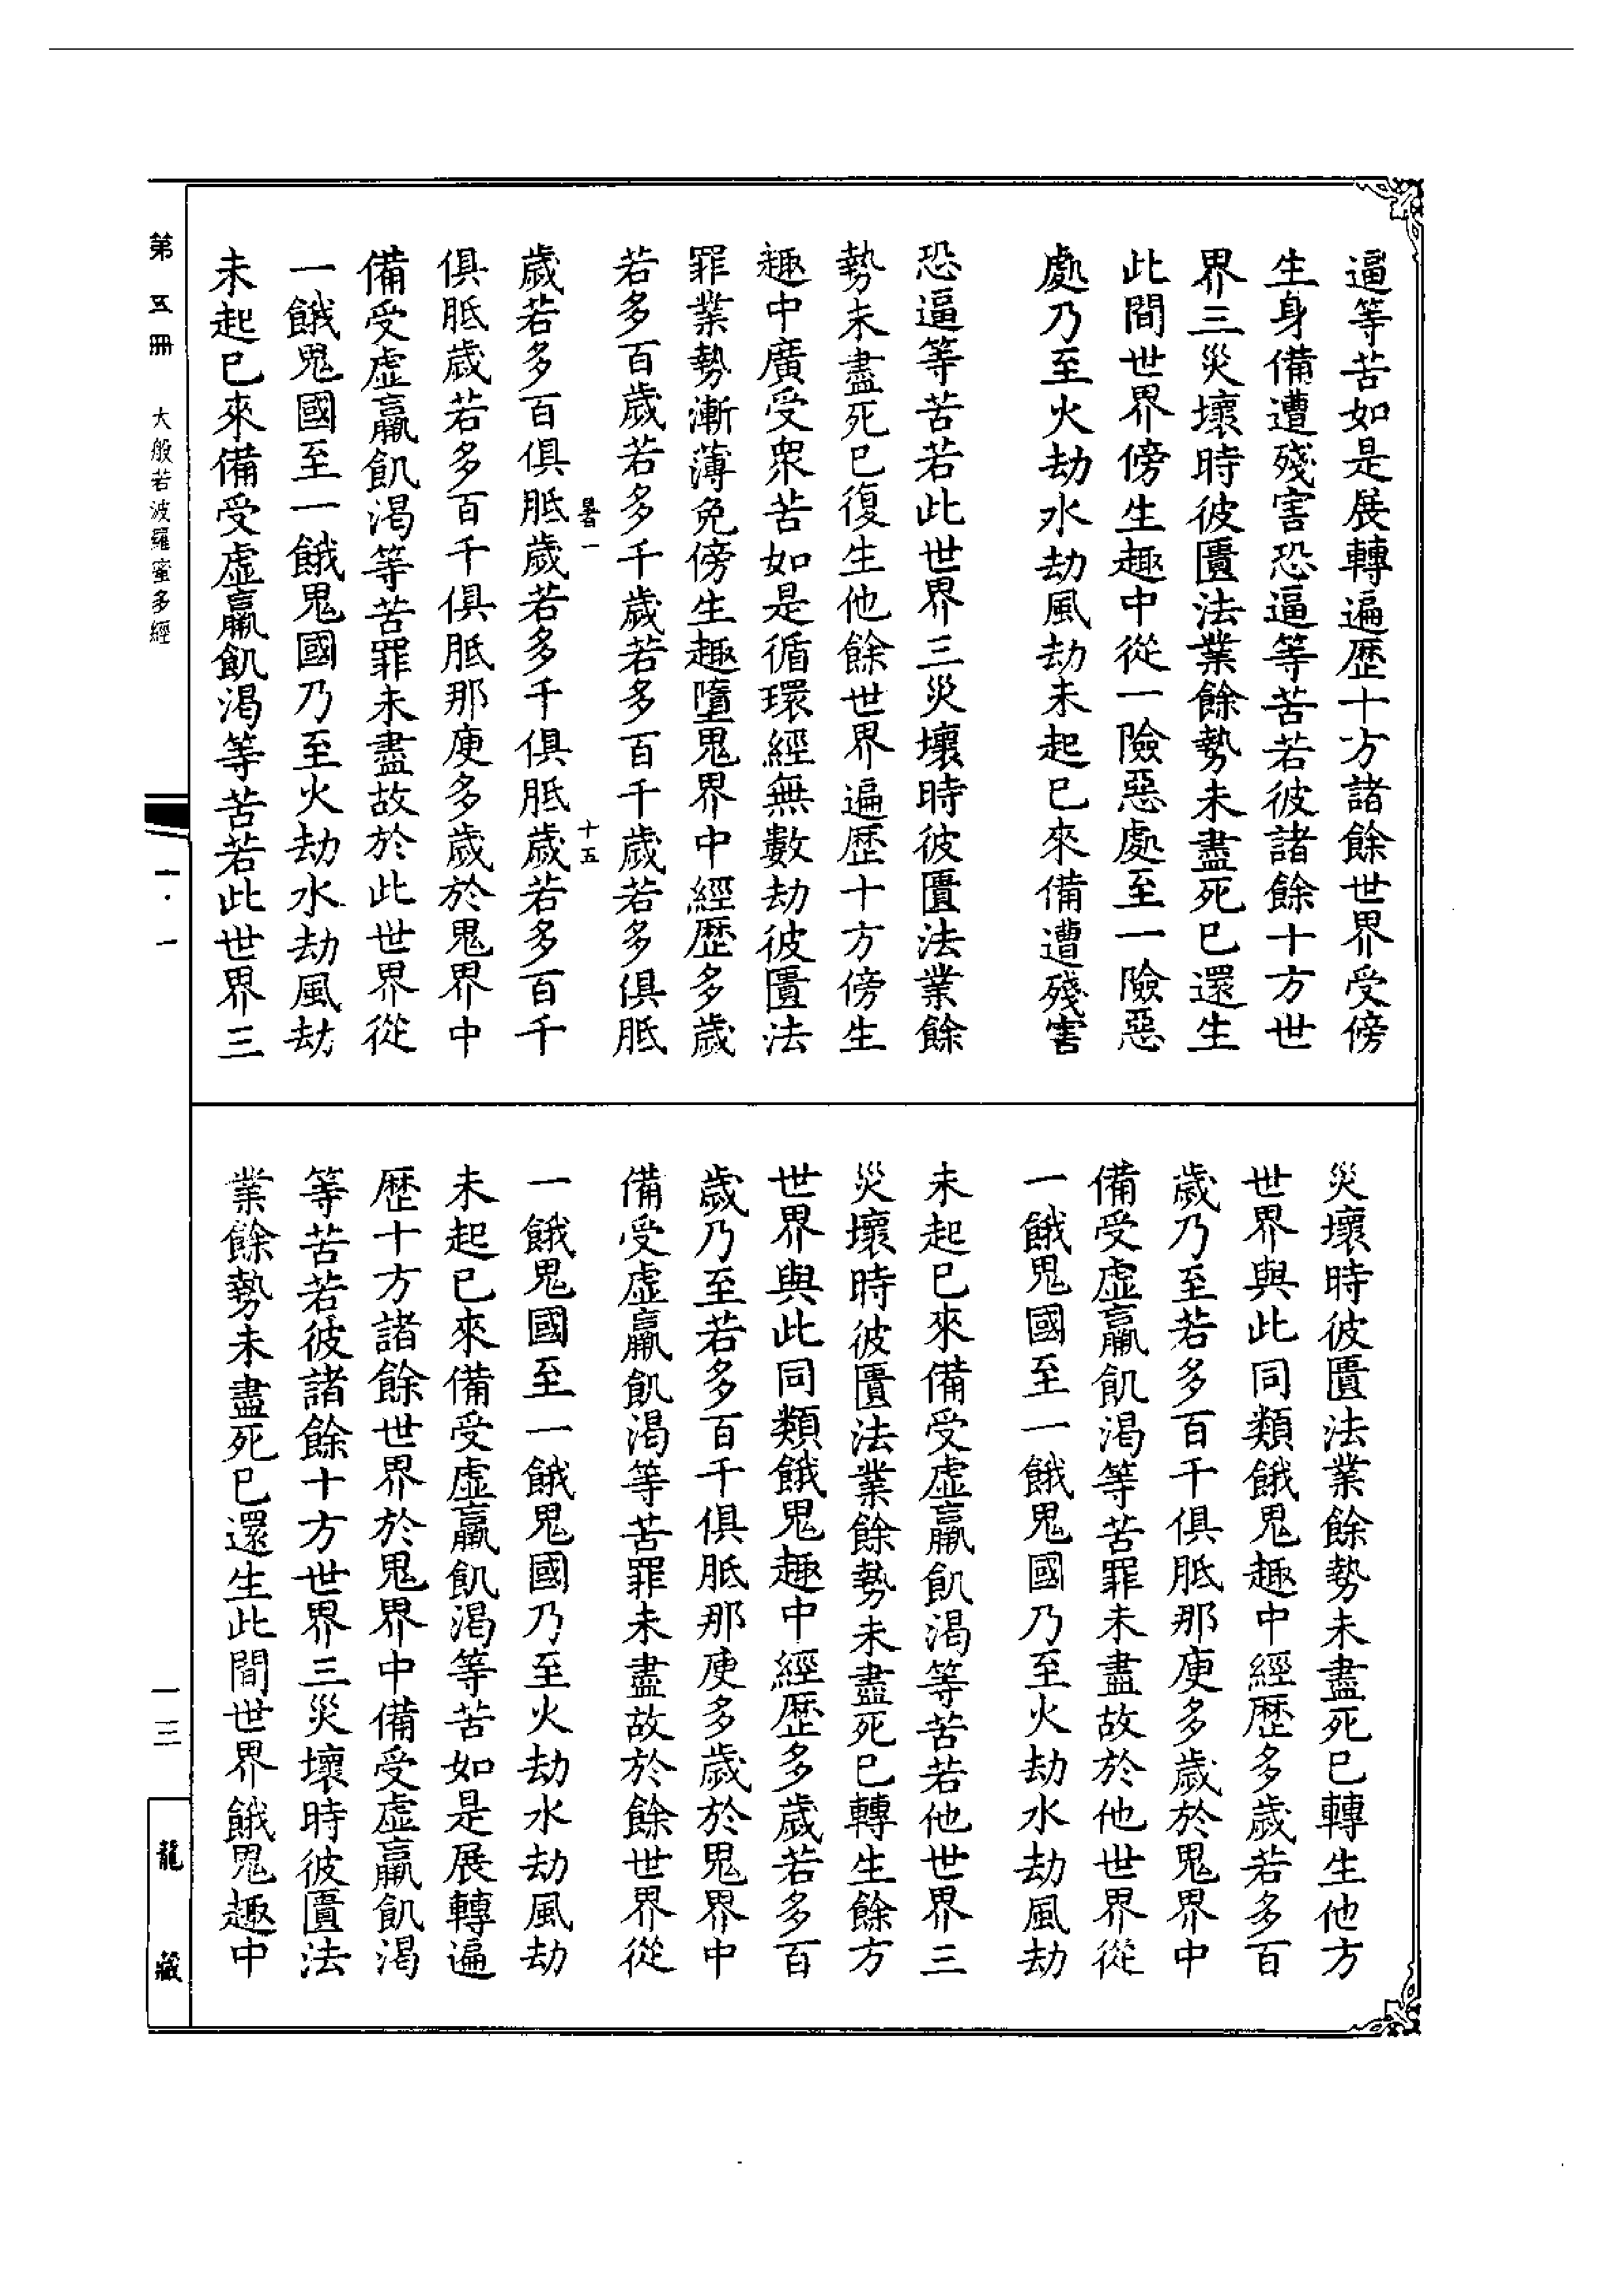 逼等苦如是展轉遍歷十方諸餘世界受傍
生身備遭殘害恐逼等苦若彼諸餘十方世
界三災壞時彼匱法業餘勢未盡死已還生
此間世界傍生趣中從一險惡處至一險惡
處乃至火劫水劫風劫未起已來備遭殘害
恐逼等苦若此世界三災壞時彼匱法業餘
勢未盡死已復生他餘世界遍歷十方傍生
趣中廣受衆苦如是循環經無數劫彼匱法
罪業勢漸薄免傍生趣墮鬼界中經歷多歲
若多百歲若多千歲若多百千歲若多俱胝
暑一 十五
歲若多百俱胝歲若多千俱胝歲若多百千
俱胝歲若多百千俱胝那庾多歲於鬼界中
備受虛羸飢渴等苦罪未盡故於此世界從
一餓鬼國至一餓鬼國乃至火劫水劫風劫
未起已來備受虛羸飢渴等苦若此世界三
災壞時彼匱法業餘勢未盡死已轉生他方
世界與此同類餓鬼趣中經歷多歲若多百
歲乃至若多百千俱胝那庾多歲於鬼界中
備受虛羸飢渴等苦罪未盡故於他世界從
一餓鬼國至一餓鬼國乃至火劫水劫風劫
未起已來備受虛羸飢渴等苦若他世界三
災壞時彼匱法業餘勢未盡死已轉生餘方
世界與此同類餓鬼趣中經歷多歲若多百
歲乃至若多百千俱胝那庾多歲於鬼界中
備受虛羸飢渴等苦罪未盡故於餘世界從
一餓鬼國至一餓鬼國乃至火劫水劫風劫
未起已來備受虛羸飢渴等苦如是展轉遍
歷十方諸餘世界於鬼界中備受虛羸飢渴
等苦若彼諸餘十方世界三災壞時彼匱法
業餘勢未盡死已還生此間世界餓鬼趣中
第五冊 大般若波羅蜜多經 一·一 一三 龍藏